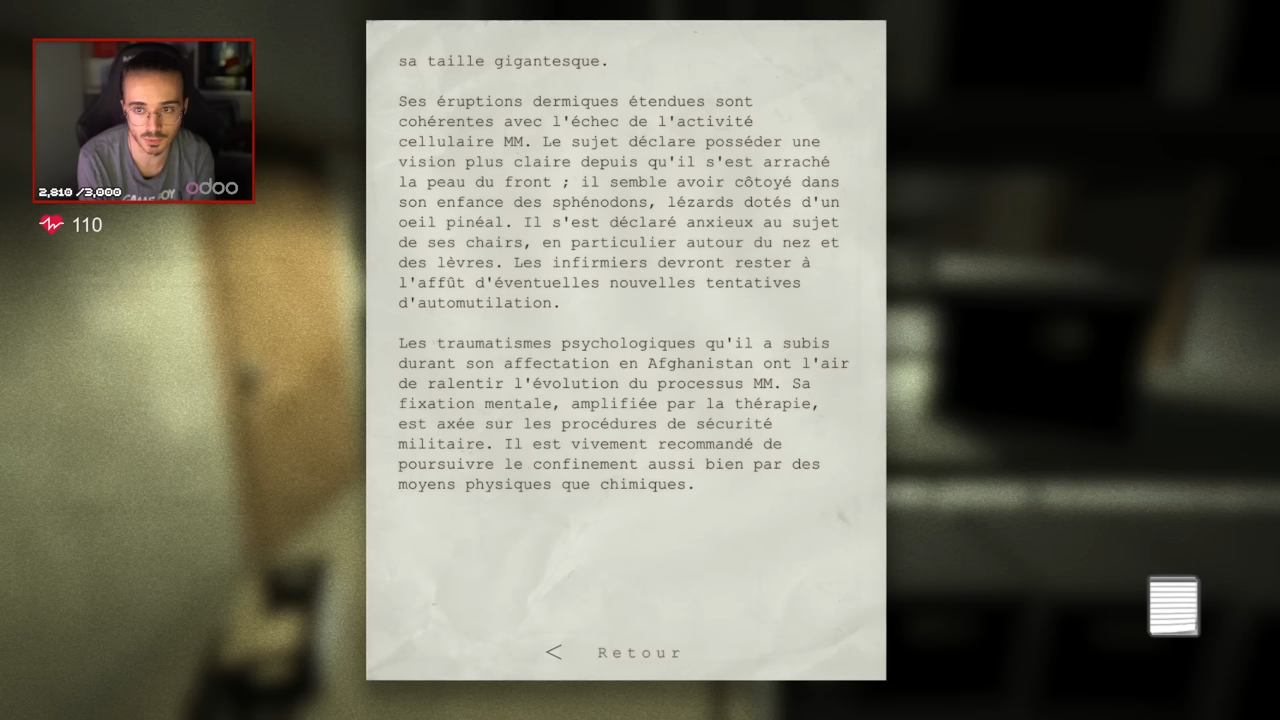 sa taille gigantesque.
Ses éruptions dermiques étendues sont
cohérentes avec l'échec de l'activité
cellulaire MM. Le sujet déclare posséder une
vision plus claire depuis qu'il s'est arraché
la peau du front ; il semble avoir côtoyé dans
son enfance des sphénodons, lézards dotés d'un
oeil pinéal. Il s'est déclaré anxieux au sujet
de ses chairs, en particulier autour du nez et
des lèvres. Les infirmiers devront rester à
l'affût d'éventuelles nouvelles tentatives
d'automutilation.
Les traumatismes psychologiques qu'il a subis
durant son affectation en Afghanistan ont l'air
de ralentir l'évolution du processus MM. Sa
fixation mentale, amplifiée par la thérapie,
est axée sur les procédures de sécurité
militaire. Il est vivement recommandé de
poursuivre le confinement aussi bien par des
moyens physiques que chimiques.
< Retour
2,810 /3,000
odoo
110